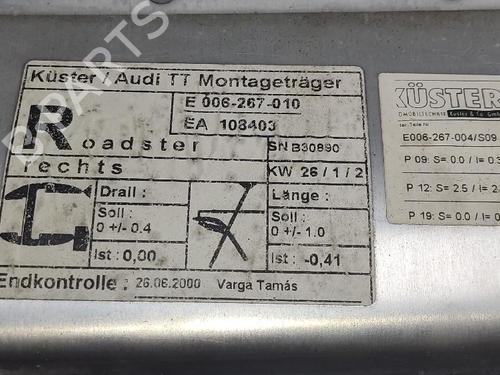 Küster / Audi TT Montageträger
E 006-267-010
EA 108403
Roadster
SN B30890
rechts
KW 26 / 1 / 2
Drall :
Soll :
0 +/- 0.4
Ist : 0,00
Länge :
Soll :
0 +/- 1.0
Ist : -0,41
Endkontrolle : 26.06.2000 Varga Tamás
KÜSTER
E006-267-004/S09
P 09: S= 0.0 / I= 0.3
P 12: S= 2.5 / I= 2
P 19: S= 0.0 / I=
B-PARTS